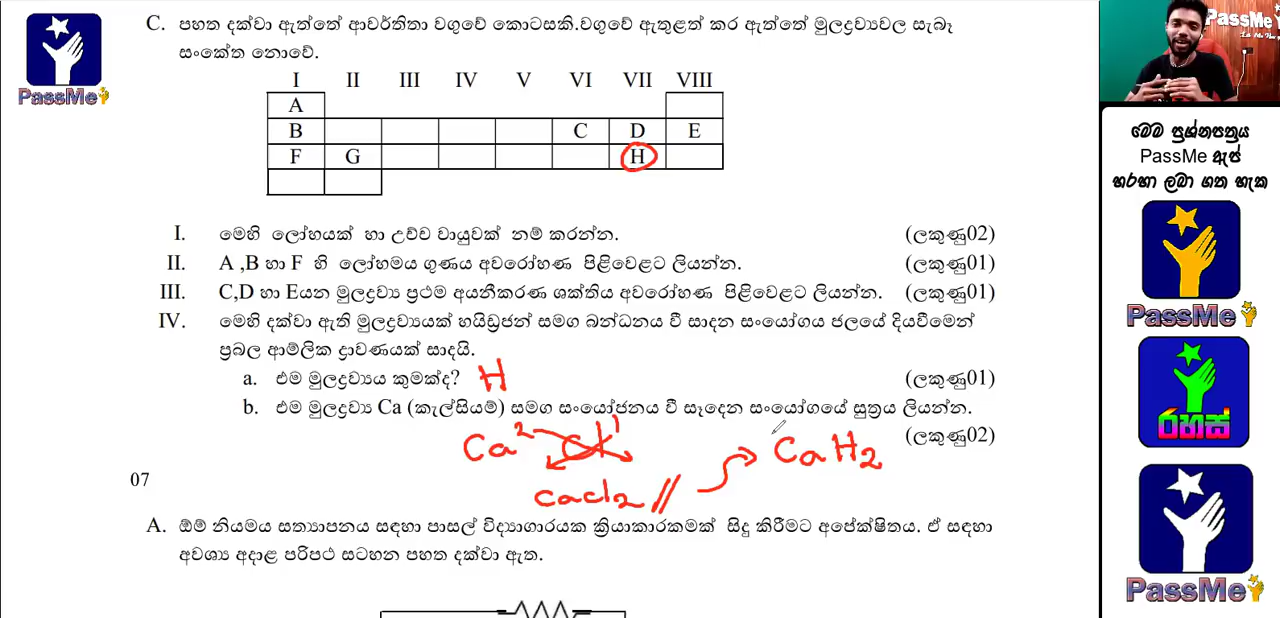 C. පහත දක්වා ඇත්තේ ආවර්තිතා වගුවේ කොටසකි.වගුවේ ඇතුළත් කර ඇත්තේ මුලද්‍රව්‍යවල සැබෑ
සංකේත නොවේ.
I II III IV V VI VII VIII
A
B C D E
F G H
I. මෙහි ලෝහයක් හා උච්ච වායුවක් නම් කරන්න. (ලකුණු02)
II. A ,B හා F හි ලෝහමය ගුණය අවරෝහණ පිළිවෙළට ලියන්න. (ලකුණු01)
III. C,D හා Eයන මුලද්‍රව්‍ය ප්‍රථම අයනීකරණ ශක්තිය අවරෝහණ පිළිවෙළට ලියන්න. (ලකුණු01)
IV. මෙහි දක්වා ඇති මුලද්‍රව්‍යයක් හයිඩ්‍රජන් සමග බන්ධනය වී සාදන සංයෝගය ජලයේ දියවීමෙන්
ප්‍රබල ආම්ලික ද්‍රාවණයක් සාදයි.
a. එම මුලද්‍රව්‍යය කුමක්ද? H (ලකුණු01)
b. එම මුලද්‍රව්‍ය Ca (කැල්සියම්) සමග සංයෝජනය වී සෑදෙන සංයෝගයේ සුත්‍රය ලියන්න.
(ලකුණු02)
Ca 2 Cl 1
CaCl2 CaH2
07
A. ඕම් නියමය සත්‍යාපනය සඳහා පාසල් විද්‍යාගාරයක ක්‍රියාකාරකමක් සිදු කිරීමට අපේක්ෂිතය. ඒ සඳහා
අවශ්‍ය අදාළ පරිපථ සටහන පහත දක්වා ඇත.
PassMe
PassMe
මෙම ප්‍රශ්නපත්‍රය
PassMe ඇප්
හරහා ලබා ගත හැක
PassMe
රහස්
PassMe